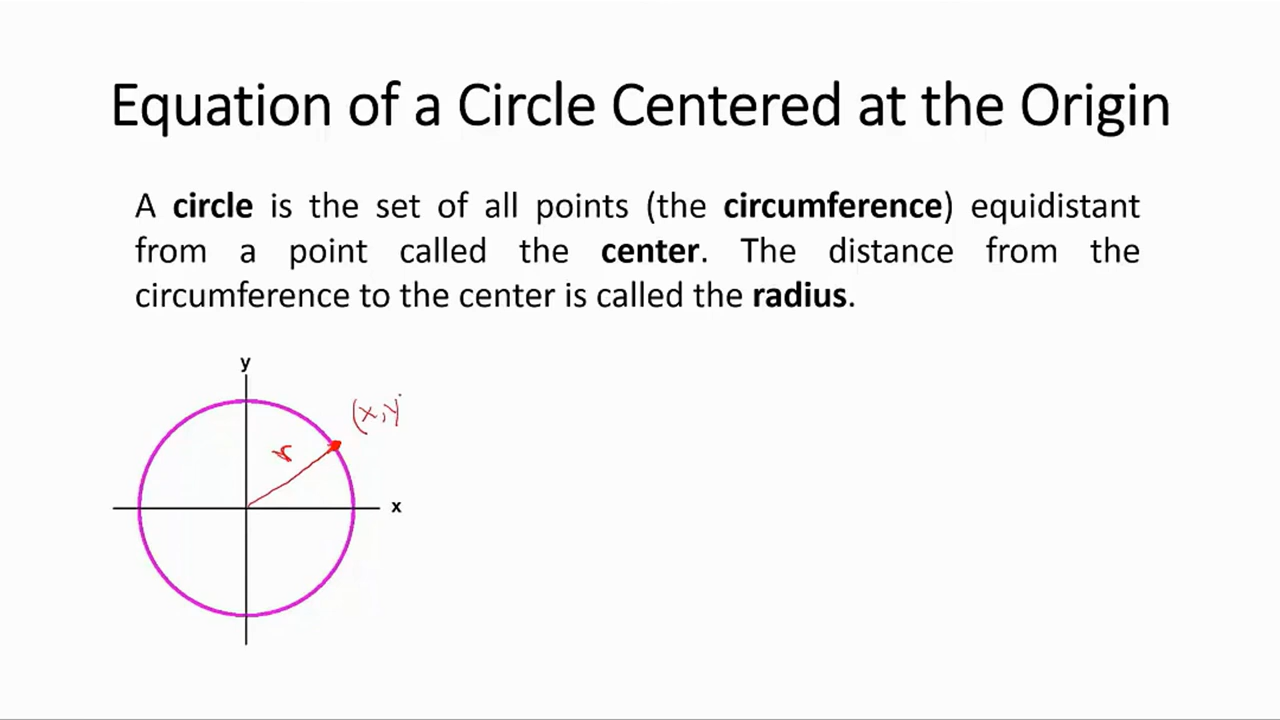 Equation of a Circle Centered at the Origin
A circle is the set of all points (the circumference) equidistant
from a point called the center. The distance from the
circumference to the center is called the radius.
y
(x,y)
r
x